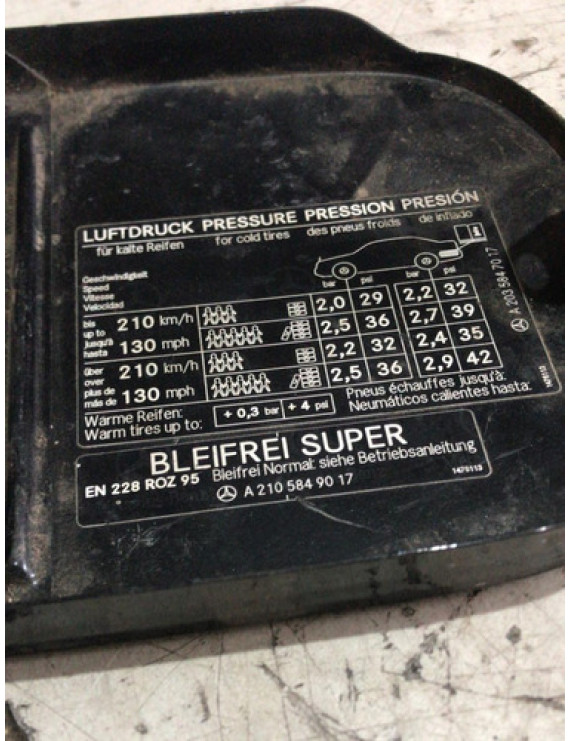 LUFTDRUCK PRESSURE PRESSION PRESIÓN
für kalte Reifen for cold tires des pneus froids de inflado
Geschwindigkeit
Speed
Vitesse
Velocidad
bar psi bar psi
bis
up to
jusqu'à
hasta
210 km/h 2,0 29 2,2 32
130 mph 2,5 36 2,7 39
über
over
plus de
más de
210 km/h 2,2 32 2,4 35
130 mph 2,5 36 2,9 42
Warme Reifen:
Warm tires up to:
+ 0,3 bar + 4 psi
Pneus échauffes jusqu'à:
Neumáticos calientes hasta:
A 203 584 70 17
BLEIFREI SUPER
EN 228 ROZ 95 Bleifrei Normal: siehe Betriebsanleitung
A 210 584 90 17
1475113